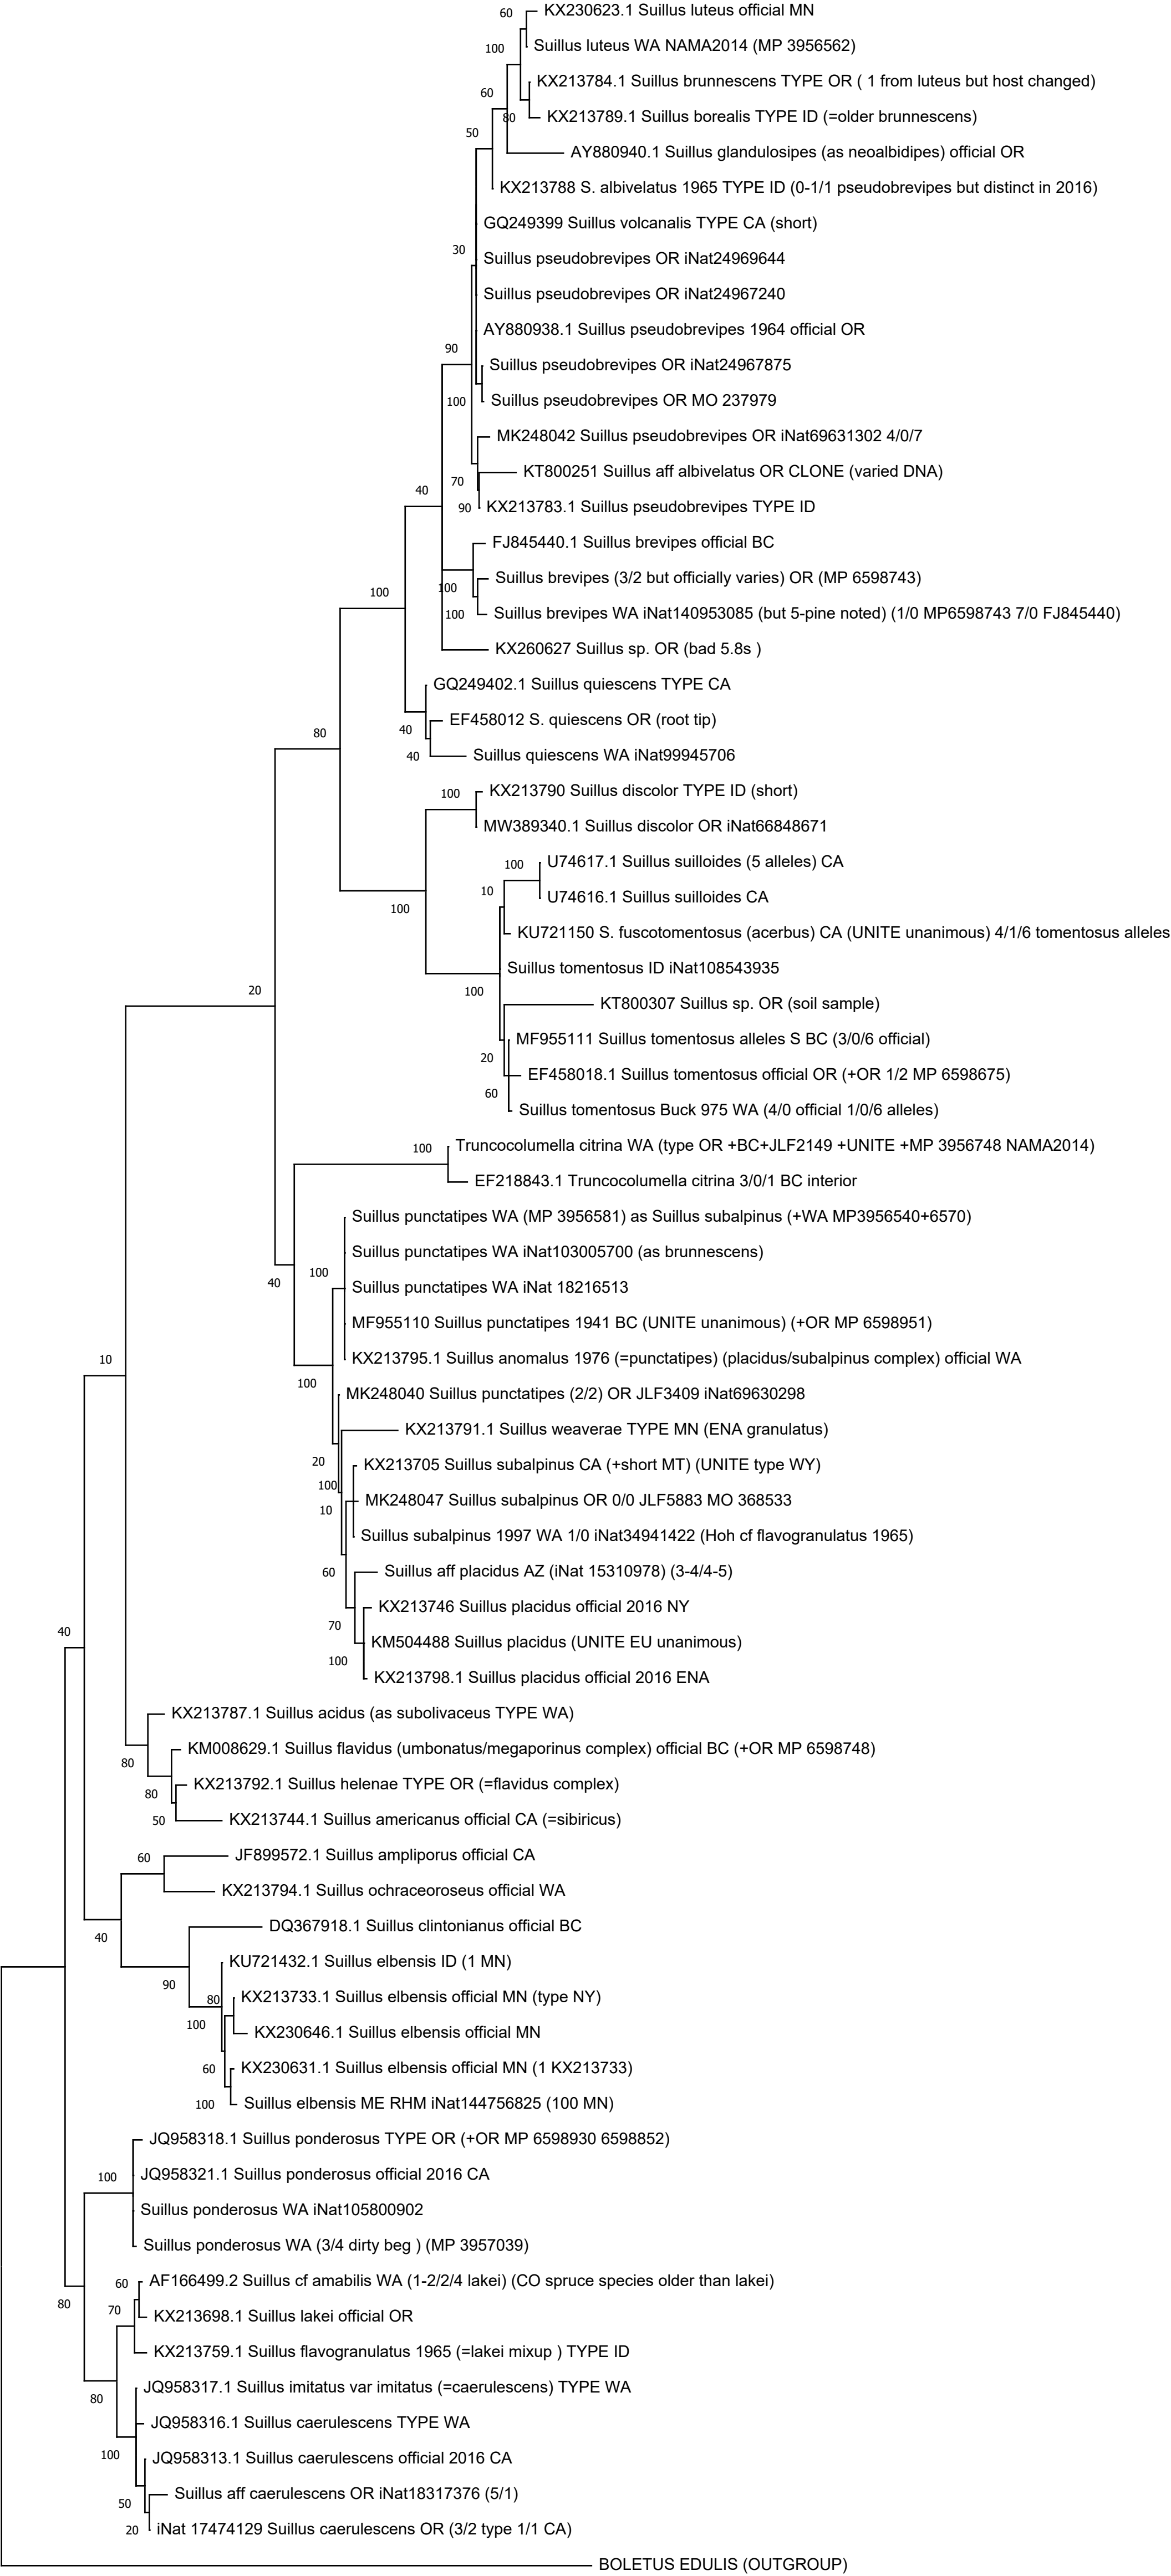 60
KX230623.1 Suillus luteus official MN
Suillus luteus WA NAMA2014 (MP 3956562)
100
KX213784.1 Suillus brunnescens TYPE OR ( 1 from luteus but host changed)
60
80
KX213789.1 Suillus borealis TYPE ID (=older brunnescens)
50
AY880940.1 Suillus glandulosipes (as neoalbidipes) official OR
KX213788 S. albivelatus 1965 TYPE ID (0-1/1 pseudobrevipes but distinct in 2016)
GQ249399 Suillus volcanalis TYPE CA (short)
30
Suillus pseudobrevipes OR iNat24969644
Suillus pseudobrevipes OR iNat24967240
AY880938.1 Suillus pseudobrevipes 1964 official OR
90
Suillus pseudobrevipes OR iNat24967875
100
Suillus pseudobrevipes OR MO 237979
MK248042 Suillus pseudobrevipes OR iNat69631302 4/0/7
KT800251 Suillus aff albivelatus OR CLONE (varied DNA)
70
40
90
KX213783.1 Suillus pseudobrevipes TYPE ID
FJ845440.1 Suillus brevipes official BC
Suillus brevipes (3/2 but officially varies) OR (MP 6598743)
100
100
100
Suillus brevipes WA iNat140953085 (but 5-pine noted) (1/0 MP6598743 7/0 FJ845440)
KX260627 Suillus sp. OR (bad 5.8s )
GQ249402.1 Suillus quiescens TYPE CA
EF458012 S. quiescens OR (root tip)
40
80
40
Suillus quiescens WA iNat99945706
100
KX213790 Suillus discolor TYPE ID (short)
MW389340.1 Suillus discolor OR iNat66848671
100
U74617.1 Suillus suilloides (5 alleles) CA
10
U74616.1 Suillus suilloides CA
100
KU721150 S. fuscotomentosus (acerbus) CA (UNITE unanimous) 4/1/6 tomentosus alleles
Suillus tomentosus ID iNat108543935
100
20
KT800307 Suillus sp. OR (soil sample)
MF955111 Suillus tomentosus alleles S BC (3/0/6 official)
20
EF458018.1 Suillus tomentosus official OR (+OR 1/2 MP 6598675)
60
Suillus tomentosus Buck 975 WA (4/0 official 1/0/6 alleles)
100
Truncocolumella citrina WA (type OR +BC+JLF2149 +UNITE +MP 3956748 NAMA2014)
EF218843.1 Truncocolumella citrina 3/0/1 BC interior
Suillus punctatipes WA (MP 3956581) as Suillus subalpinus (+WA MP3956540+6570)
Suillus punctatipes WA iNat103005700 (as brunnescens)
100
40
Suillus punctatipes WA iNat 18216513
MF955110 Suillus punctatipes 1941 BC (UNITE unanimous) (+OR MP 6598951)
10
KX213795.1 Suillus anomalus 1976 (=punctatipes) (placidus/subalpinus complex) official WA
100
MK248040 Suillus punctatipes (2/2) OR JLF3409 iNat69630298
KX213791.1 Suillus weaverae TYPE MN (ENA granulatus)
20
KX213705 Suillus subalpinus CA (+short MT) (UNITE type WY)
100
MK248047 Suillus subalpinus OR 0/0 JLF5883 MO 368533
10
Suillus subalpinus 1997 WA 1/0 iNat34941422 (Hoh cf flavogranulatus 1965)
60
Suillus aff placidus AZ (iNat 15310978) (3-4/4-5)
KX213746 Suillus placidus official 2016 NY
70
40
KM504488 Suillus placidus (UNITE EU unanimous)
100
KX213798.1 Suillus placidus official 2016 ENA
KX213787.1 Suillus acidus (as subolivaceus TYPE WA)
KM008629.1 Suillus flavidus (umbonatus/megaporinus complex) official BC (+OR MP 6598748)
80
KX213792.1 Suillus helenae TYPE OR (=flavidus complex)
80
50
KX213744.1 Suillus americanus official CA (=sibiricus)
60
JF899572.1 Suillus ampliporus official CA
KX213794.1 Suillus ochraceoroseus official WA
DQ367918.1 Suillus clintonianus official BC
40
KU721432.1 Suillus elbensis ID (1 MN)
90
80
KX213733.1 Suillus elbensis official MN (type NY)
100
KX230646.1 Suillus elbensis official MN
60
KX230631.1 Suillus elbensis official MN (1 KX213733)
100
Suillus elbensis ME RHM iNat144756825 (100 MN)
JQ958318.1 Suillus ponderosus TYPE OR (+OR MP 6598930 6598852)
100
JQ958321.1 Suillus ponderosus official 2016 CA
Suillus ponderosus WA iNat105800902
Suillus ponderosus WA (3/4 dirty beg ) (MP 3957039)
60
AF166499.2 Suillus cf amabilis WA (1-2/2/4 lakei) (CO spruce species older than lakei)
80
70
KX213698.1 Suillus lakei official OR
KX213759.1 Suillus flavogranulatus 1965 (=lakei mixup ) TYPE ID
JQ958317.1 Suillus imitatus var imitatus (=caerulescens) TYPE WA
80
JQ958316.1 Suillus caerulescens TYPE WA
100
JQ958313.1 Suillus caerulescens official 2016 CA
Suillus aff caerulescens OR iNat18317376 (5/1)
50
20
iNat 17474129 Suillus caerulescens OR (3/2 type 1/1 CA)
BOLETUS EDULIS (OUTGROUP)